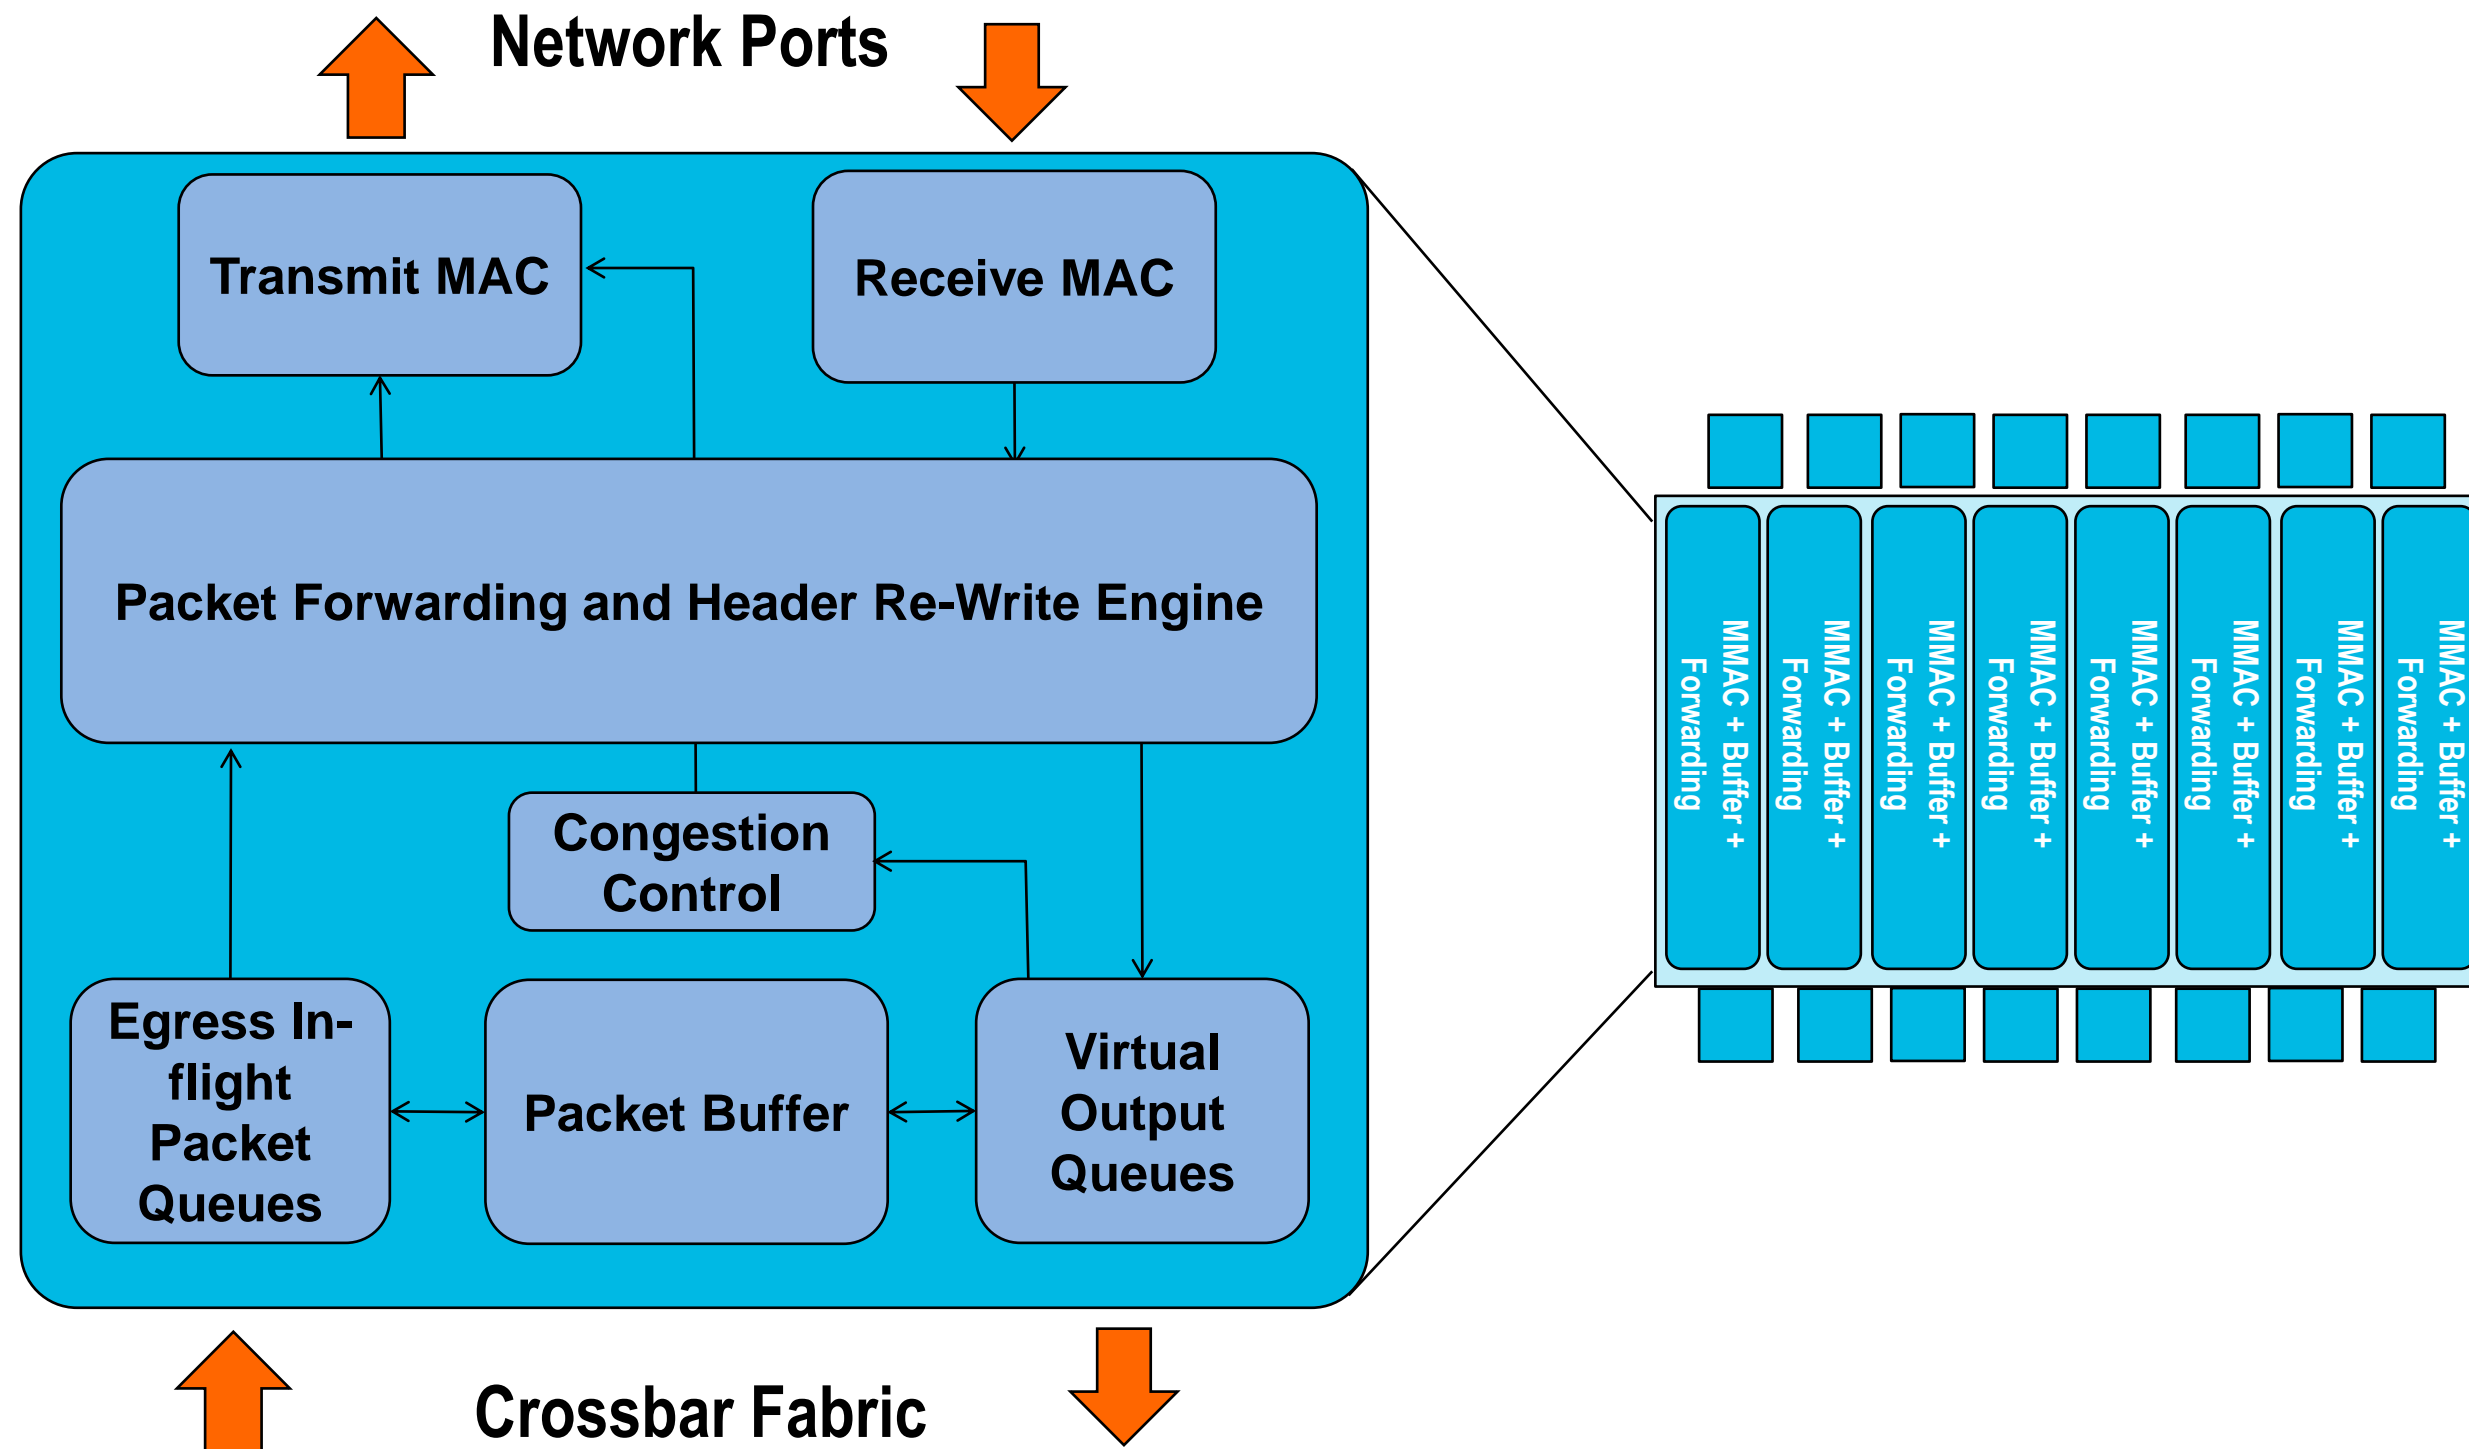 Network Ports
Transmit MAC
Receive MAC
Packet Forwarding and Header Re-Write Engine
Congestion
Control
Egress In-
flight
Packet
Queues
Packet Buffer
Virtual
Output
Queues
Crossbar Fabric
MMAC + Buffer +
Forwarding
MMAC + Buffer +
Forwarding
MMAC + Buffer +
Forwarding
MMAC + Buffer +
Forwarding
MMAC + Buffer +
Forwarding
MMAC + Buffer +
Forwarding
MMAC + Buffer +
Forwarding
MMAC + Buffer +
Forwarding